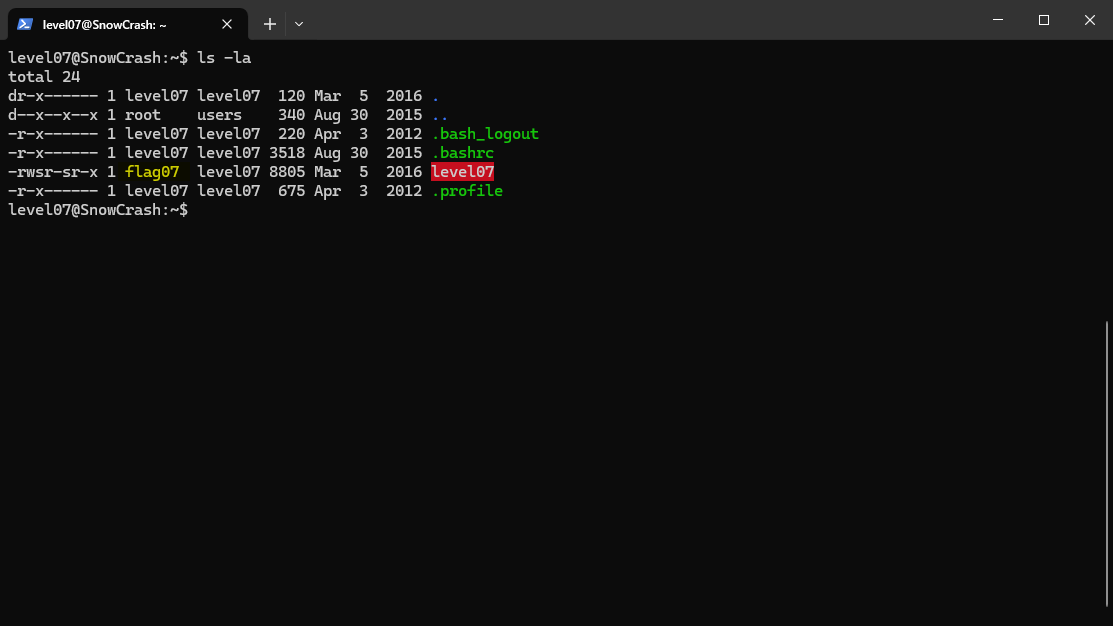 level07@SnowCrash: ~
level07@SnowCrash:~$ ls -la
total 24
dr-x------ 1 level07 level07  120 Mar  5  2016 .
d--x--x--x 1 root    users    340 Aug 30  2015 ..
-r-x------ 1 level07 level07  220 Apr  3  2012 .bash_logout
-r-x------ 1 level07 level07 3518 Aug 30  2015 .bashrc
-rwsr-sr-x 1 flag07  level07 8805 Mar  5  2016 level07
-r-x------ 1 level07 level07  675 Apr  3  2012 .profile
level07@SnowCrash:~$